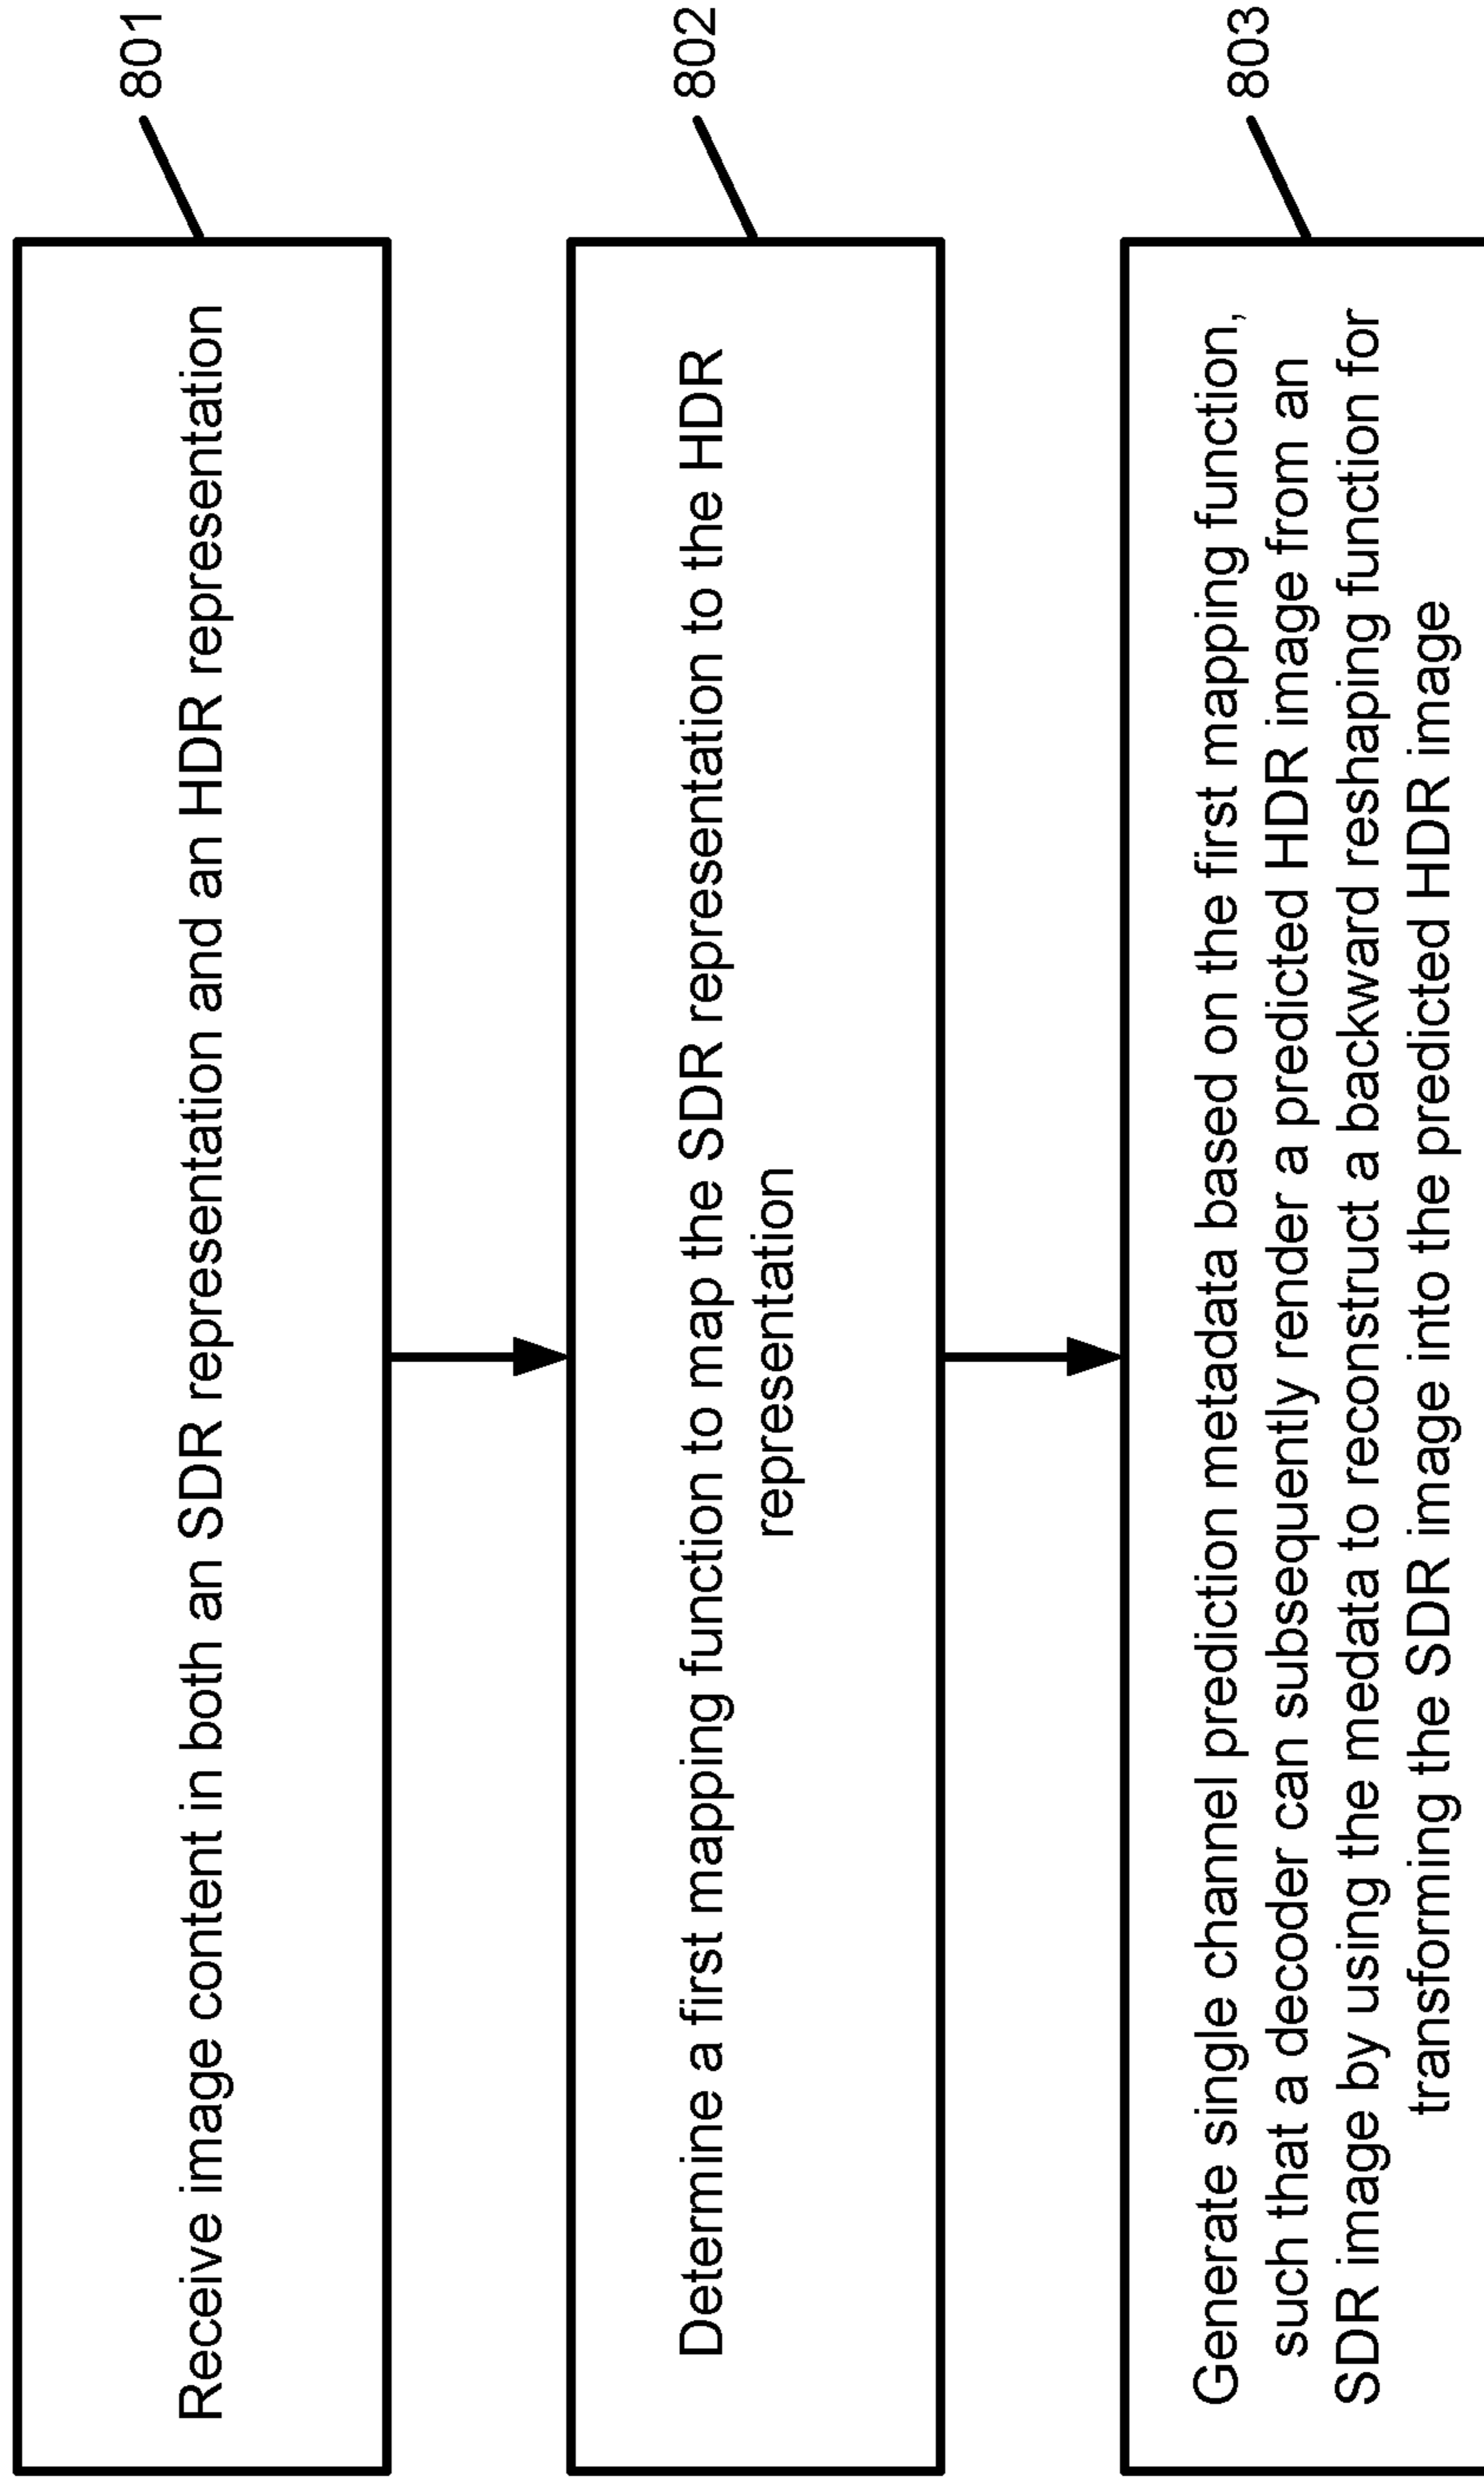 Receive image content in both an SDR representation and an HDR representation
801
Determine a first mapping function to map the SDR representation to the HDR
representation
802
Generate single channel prediction metadata based on the first mapping function,
such that a decoder can subsequently render a predicted HDR image from an
SDR image by using the medata to reconstruct a backward reshaping function for
transforming the SDR image into the predicted HDR image
803